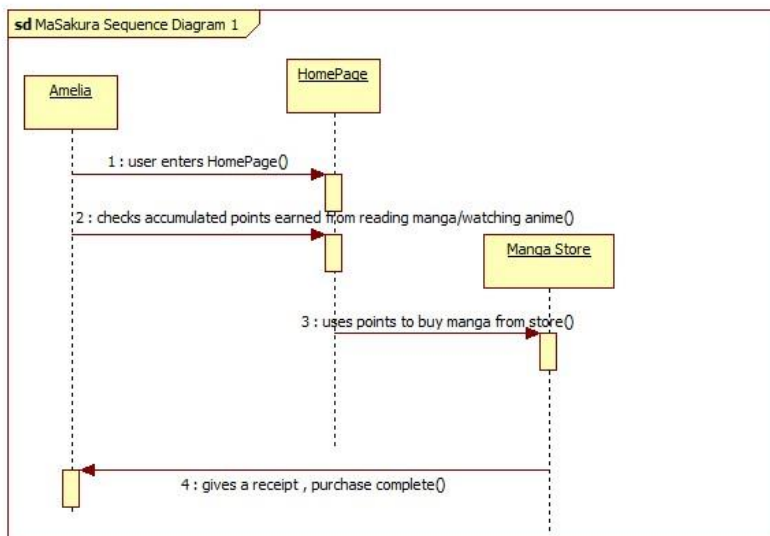 sd MaSakura Sequence Diagram 1
HomePage
Amelia
1 : user enters HomePage()
2 : checks accumulated points earned from reading manga/watching anime()
Manga Store
3 : uses points to buy manga from store()
4 : gives a receipt , purchase complete()